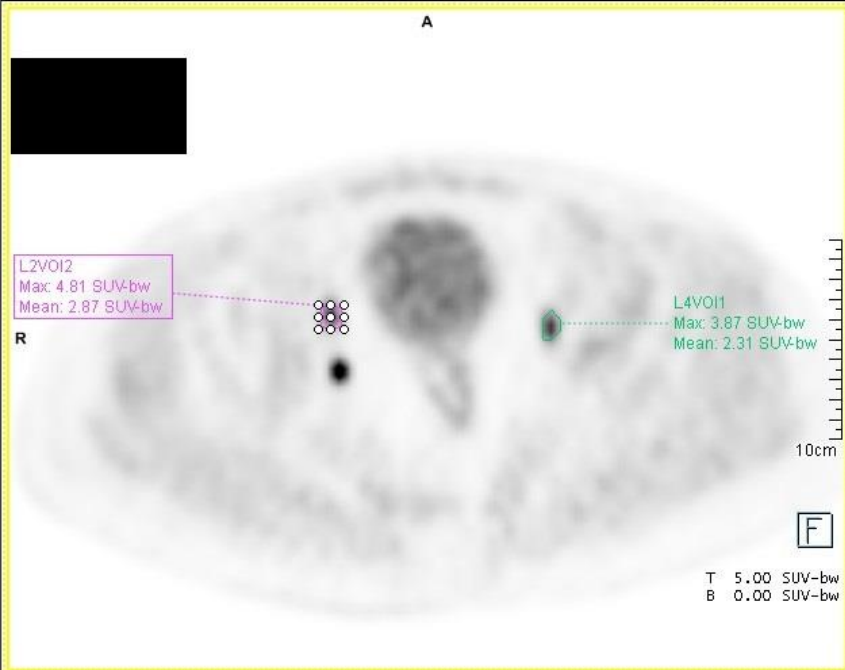 A
L2VOI2
Max: 4.81 SUV-bw
Mean: 2.87 SUV-bw
L4VOI1
Max: 3.87 SUV-bw
Mean: 2.31 SUV-bw
R
10cm
F
T 5.00 SUV-bw
B 0.00 SUV-bw